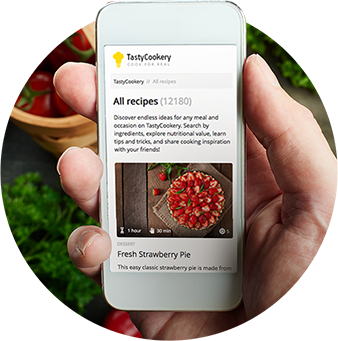 TastyCookery
COOK FOR REAL
TastyCookery // All recipes
All recipes (12180)
Discover endless ideas for any meal and
occasion on TastyCookery. Search by
ingredients, explore nutritional value, learn
tips and tricks, and share cooking inspiration
with your friends!
1 hour 30 min 5
DESSERT
Fresh Strawberry Pie
This easy classic strawberry pie is made from